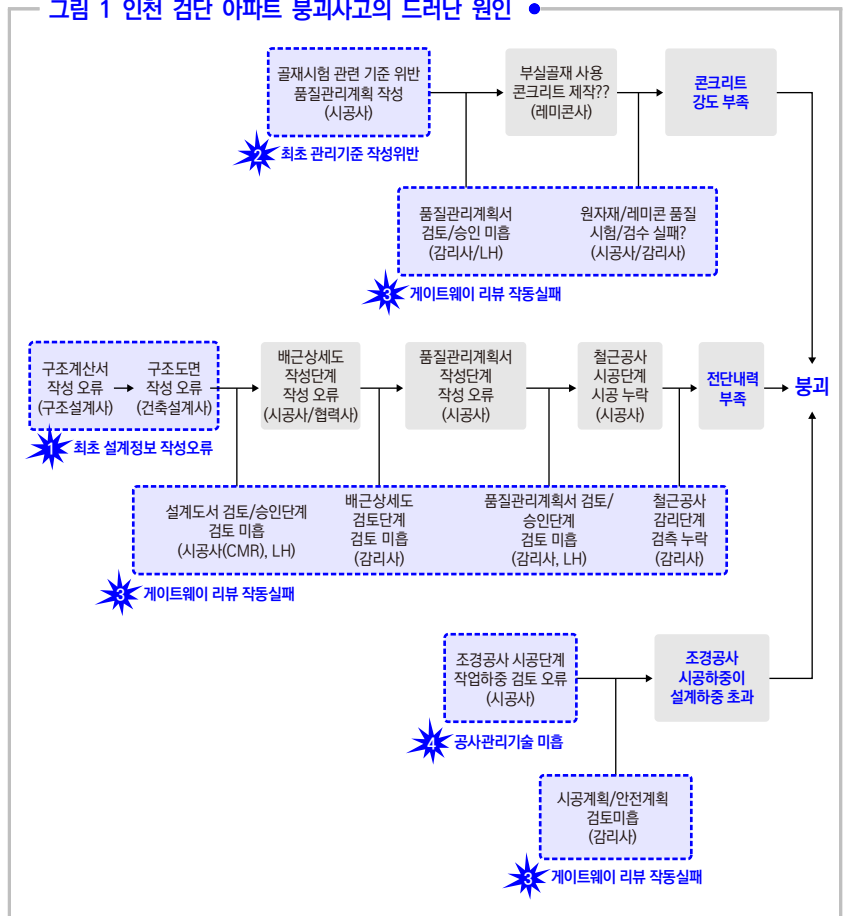 그림 1 인천 검단 아파트 붕괴사고의 드러난 원인
골재시험 관련 기준 위반
품질관리계획 작성
(시공사)
부실골재 사용
콘크리트 제작??
(레미콘사)
콘크리트
강도 부족
2 최초 관리기준 작성위반
품질관리계획서
검토/승인 미흡
(감리사/LH)
원자재/레미콘 품질
시험/검수 실패?
(시공사/감리사)
3 게이트웨이 리뷰 작동실패
구조계산서
작성 오류
(구조설계사)
구조도면
작성 오류
(건축설계사)
배근상세도
작성단계
작성 오류
(시공사/협력사)
품질관리계획서
작성단계
작성 오류
(시공사)
철근공사
시공단계
시공 누락
(시공사)
전단내력
부족
붕괴
1 최초 설계정보 작성오류
설계도서 검토/승인단계
검토 미흡
(시공사(CMR), LH)
배근상세도
검토단계
검토 미흡
(감리사)
품질관리계획서 검토/
승인단계
검토 미흡
(감리사, LH)
철근공사
감리단계
검측 누락
(감리사)
3 게이트웨이 리뷰 작동실패
조경공사 시공단계
작업하중 검토 오류
(시공사)
조경공사
시공하중이
설계하중 초과
4 공사관리기술 미흡
시공계획/안전계획
검토미흡
(감리사)
3 게이트웨이 리뷰 작동실패